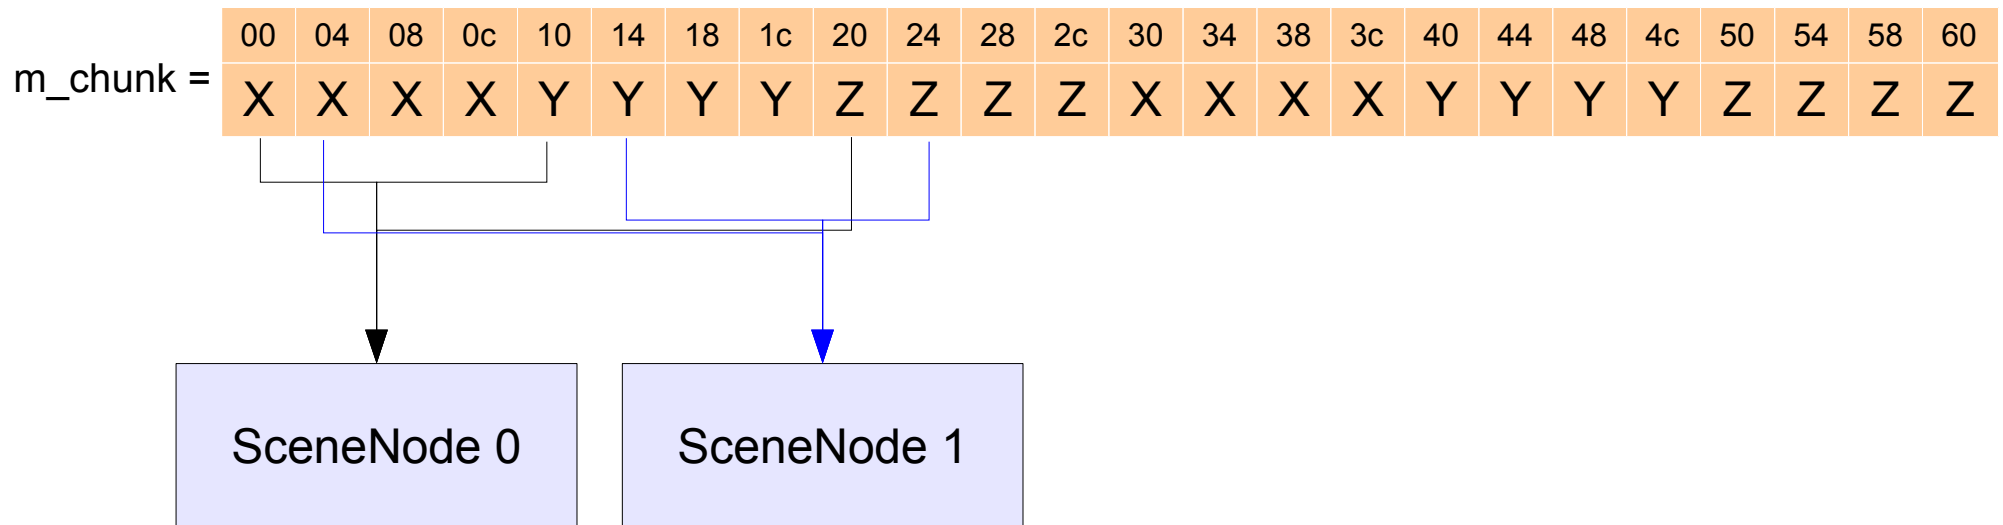 00 04 08 0c 10 14 18 1c 20 24 28 2c 30 34 38 3c 40 44 48 4c 50 54 58 60
m_chunk = X X X X Y Y Y Y Z Z Z Z X X X X Y Y Y Y Z Z Z Z
SceneNode 0 SceneNode 1